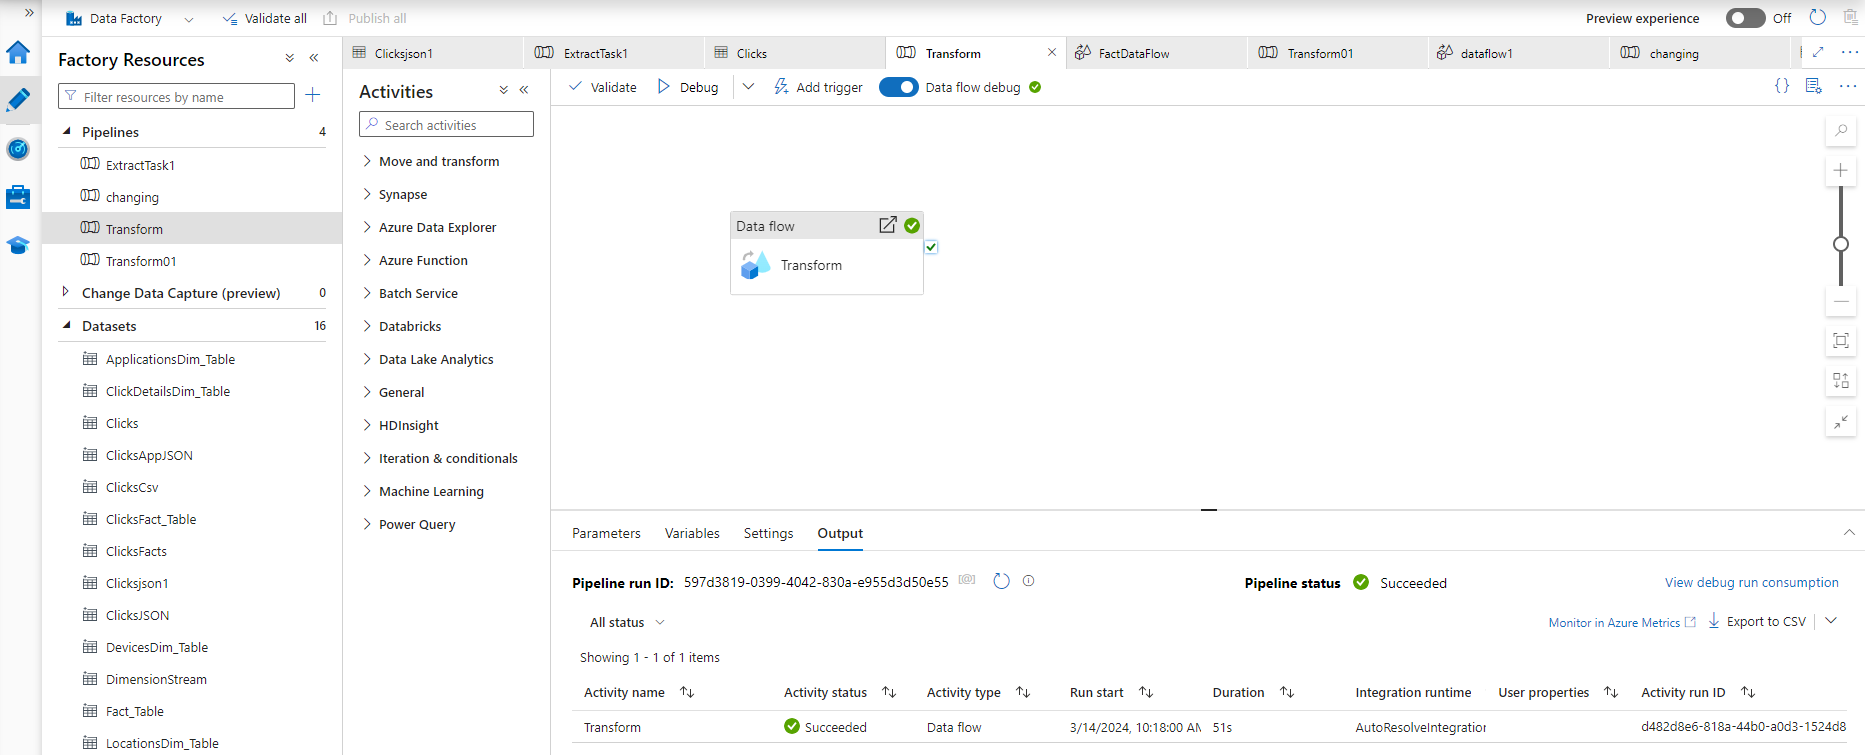 Data Factory
Validate all
Publish all
Preview experience
Off
Factory Resources
Filter resources by name
Pipelines 4
ExtractTask1
changing
Transform
Transform01
Change Data Capture (preview) 0
Datasets 16
ApplicationsDim_Table
ClickDetailsDim_Table
Clicks
ClicksAppJSON
ClicksCsv
ClicksFact_Table
ClicksFacts
Clicksjson1
ClicksJSON
DevicesDim_Table
DimensionStream
Fact_Table
LocationsDim_Table
Clicksjson1
ExtractTask1
Clicks
Transform
FactDataFlow
Transform01
dataflow1
changing
Activities
Search activities
Move and transform
Synapse
Azure Data Explorer
Azure Function
Batch Service
Databricks
Data Lake Analytics
General
HDInsight
Iteration & conditionals
Machine Learning
Power Query
Validate
Debug
Add trigger
Data flow debug
Data flow
Transform
Parameters
Variables
Settings
Output
Pipeline run ID: 597d3819-0399-4042-830a-e955d3d50e55
Pipeline status Succeeded
View debug run consumption
All status
Monitor in Azure Metrics
Export to CSV
Showing 1 - 1 of 1 items
Activity name Activity status Activity type Run start Duration Integration runtime User properties Activity run ID
Transform Succeeded Data flow 3/14/2024, 10:18:00 AM 51s AutoResolveIntegration d482d8e6-818a-44b0-a0d3-1524d8